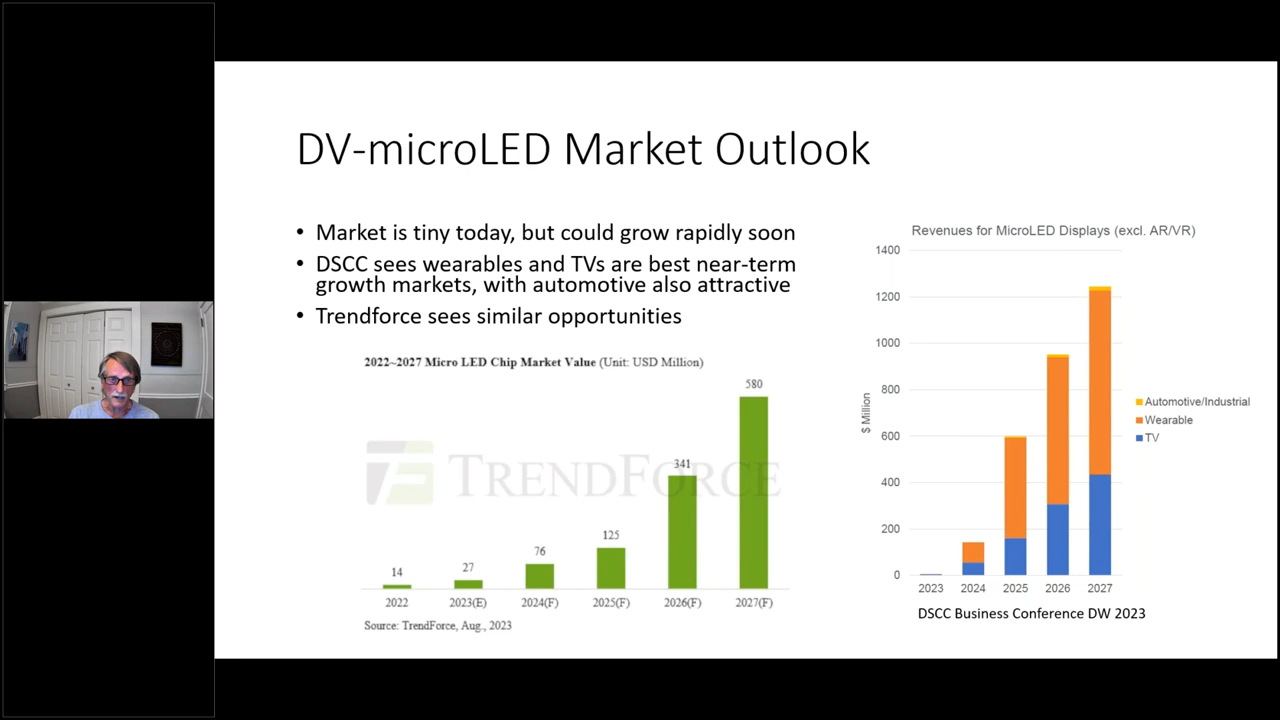 DV-microLED Market Outlook
• Market is tiny today, but could grow rapidly soon
• DSCC sees wearables and TVs are best near-term
growth markets, with automotive also attractive
• Trendforce sees similar opportunities
2022~2027 Micro LED Chip Market Value (Unit: USD Million)
TRENDFORCE
580
341
125
76
27
14
2022 2023(E) 2024(F) 2025(F) 2026(F) 2027(F)
Source: TrendForce, Aug., 2023
Revenues for MicroLED Displays (excl. AR/VR)
$ Million
1400
1200
1000
800
600
400
200
0
2023 2024 2025 2026 2027
Automotive/Industrial
Wearable
TV
DSCC Business Conference DW 2023